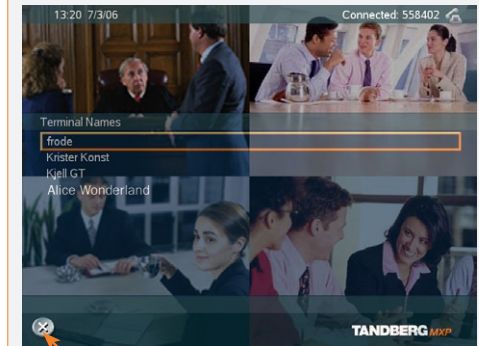 13:20 7/3/06
Connected: 558402
Terminal Names
frode
Krister Konst
Kjell GT
Alice Wonderland
TANDBERG MXP